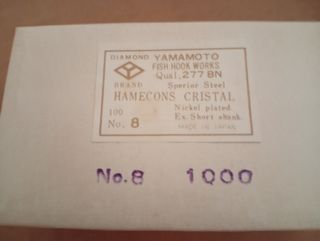 DIAMOND YAMAMOTO
FISH HOOK WORKS
Qual. 277 BN
BRAND Sperior Steel
HAMECONS CRISTAL
100 Nickel plated.
No. 8 Ex. Short shank.
MADE IN JAPAN
No.8 1000